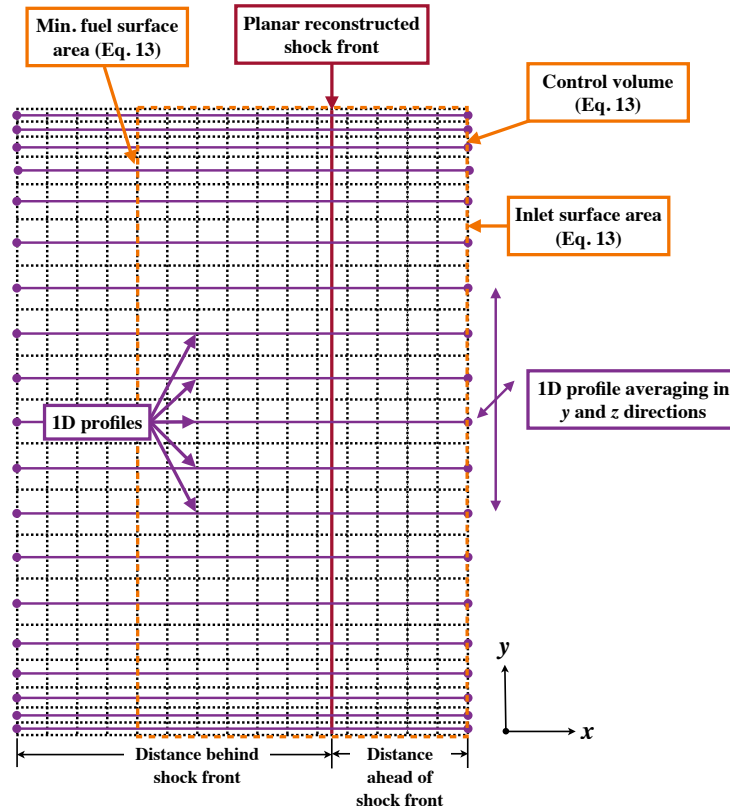 Min. fuel surface
area (Eq. 13)
Planar reconstructed
shock front
Control volume
(Eq. 13)
Inlet surface area
(Eq. 13)
1D profiles
1D profile averaging in
y and z directions
y
x
Distance behind
shock front
Distance
ahead of
shock front